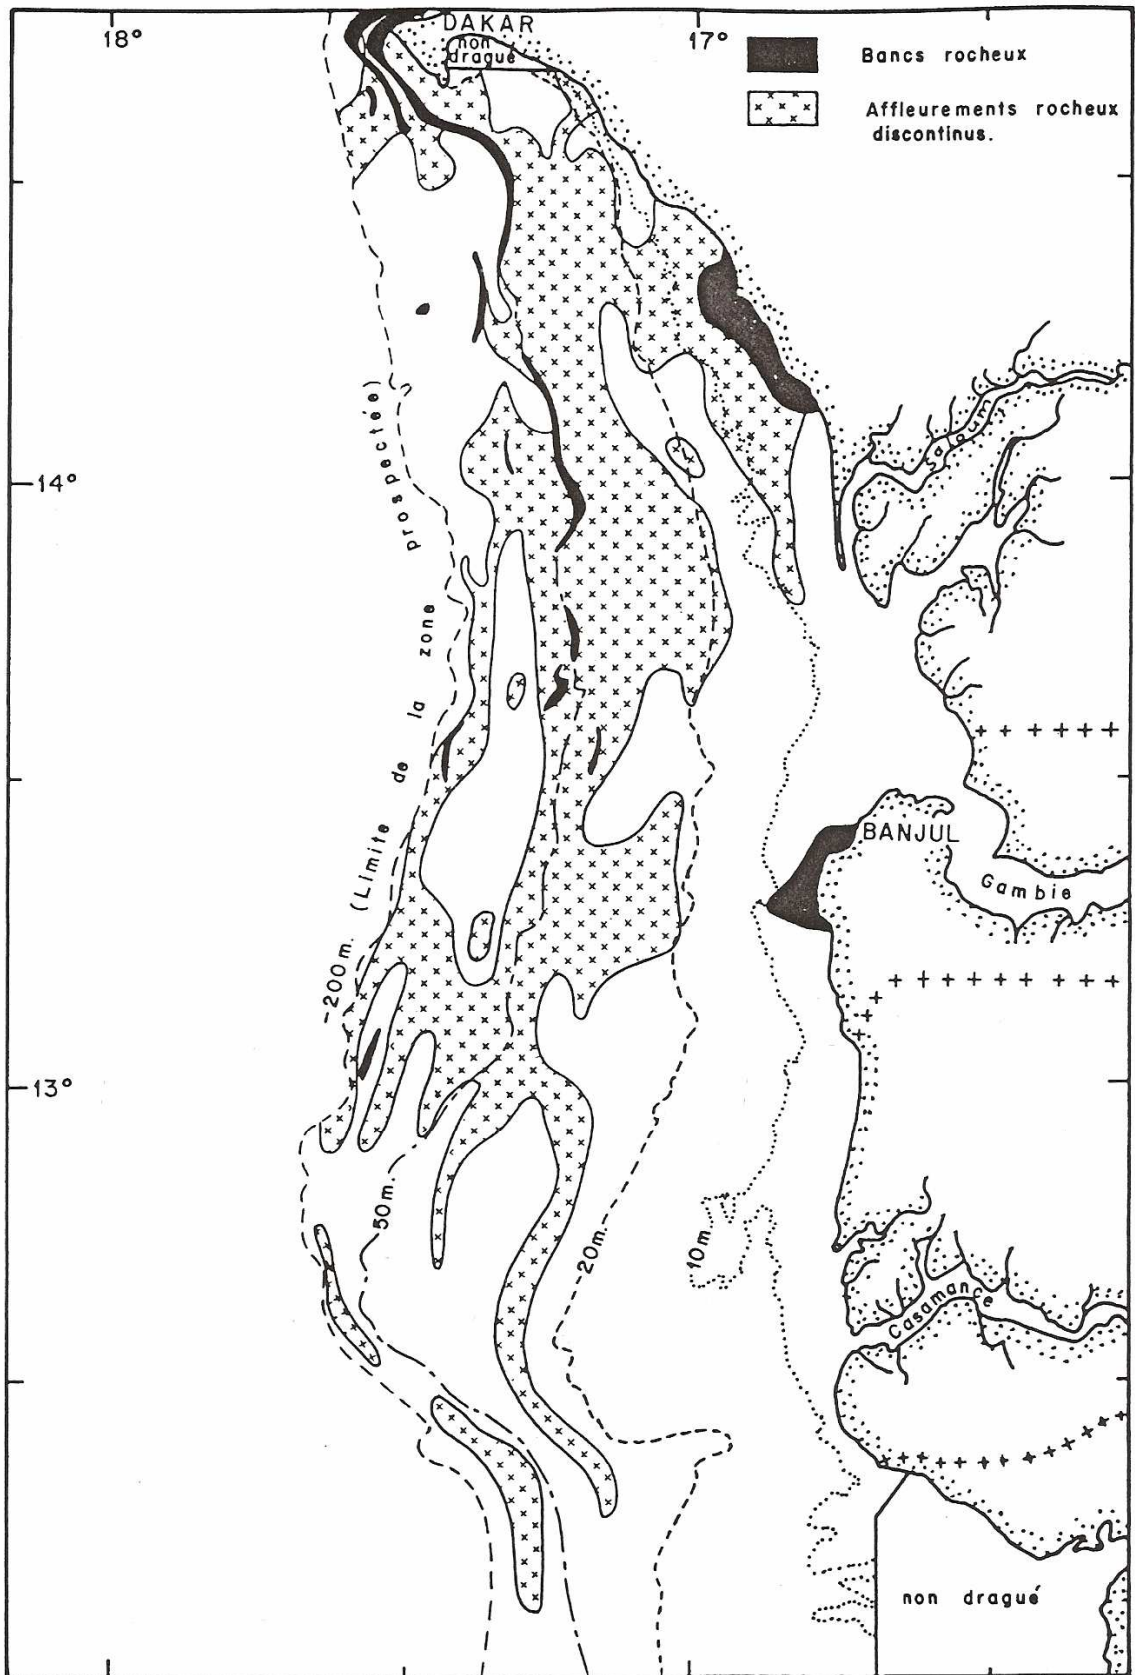 18°
DAKAR
non
dragué
17°
Bancs rocheux
Affleurements rocheux
discontinus.
Saloum
14°
-200m. (Limite de la zone prospectée)
BANJUL
Gambie
13°
50m.
20m.
10m.
Casamance
non dragué